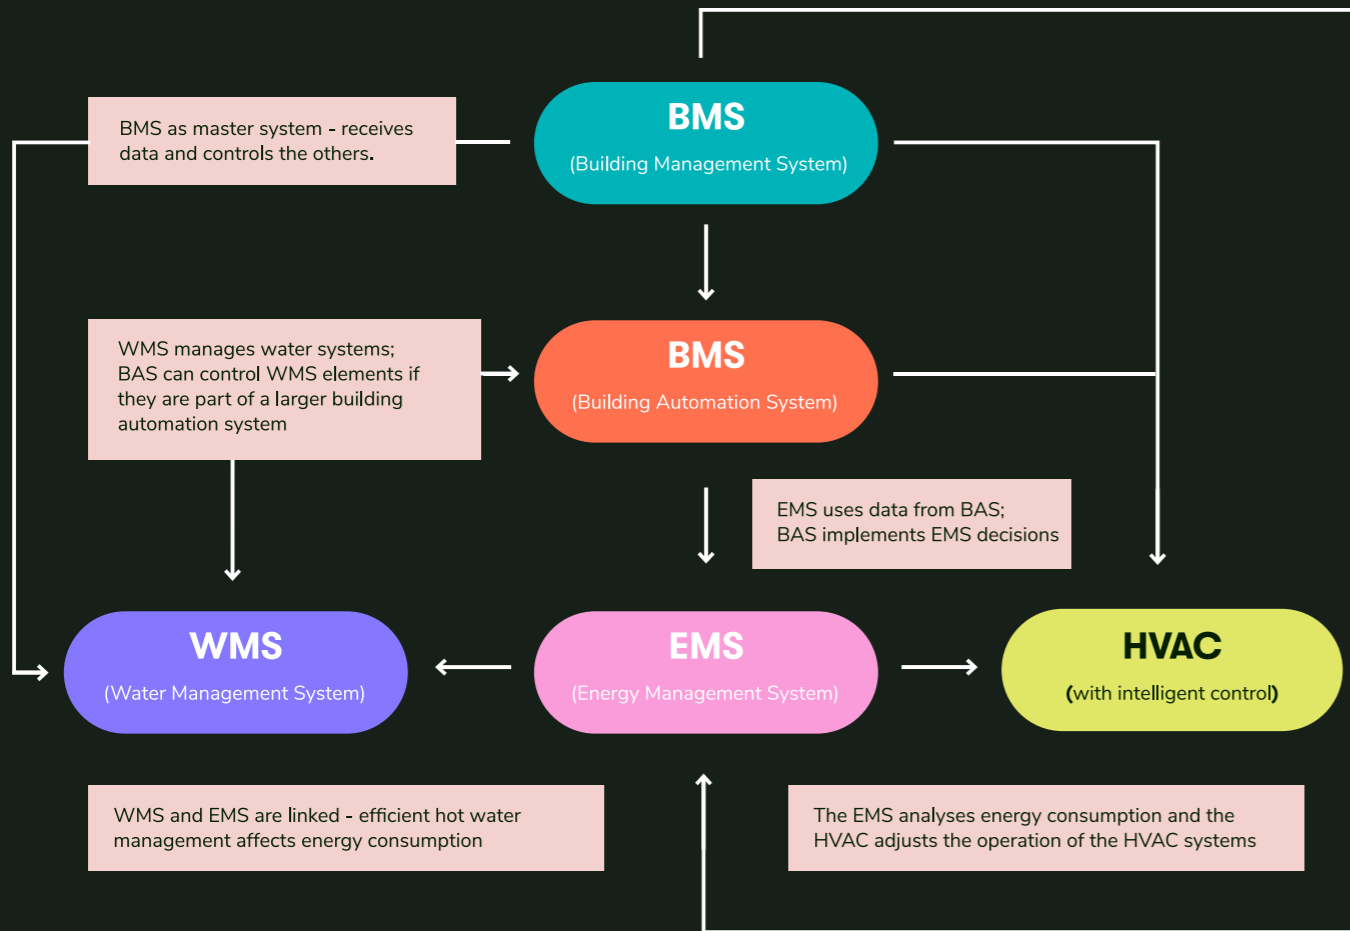 BMS
(Building Management System)
BMS as master system - receives
data and controls the others.
BMS
(Building Automation System)
WMS manages water systems;
BAS can control WMS elements if
they are part of a larger building
automation system
EMS uses data from BAS;
BAS implements EMS decisions
WMS
(Water Management System)
EMS
(Energy Management System)
HVAC
(with intelligent control)
WMS and EMS are linked - efficient hot water
management affects energy consumption
The EMS analyses energy consumption and the
HVAC adjusts the operation of the HVAC systems